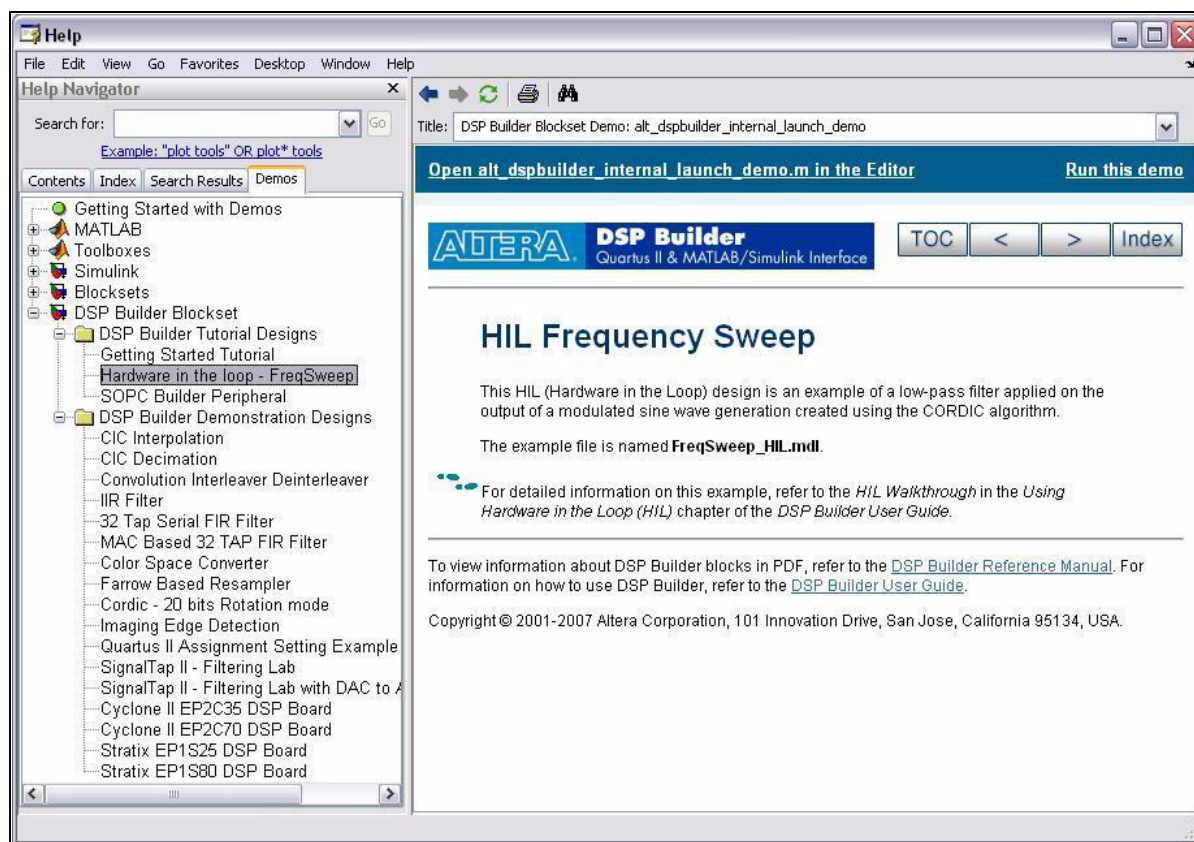 Help
File Edit View Go Favorites Desktop Window Help
Help Navigator
Search for:
Go
Example: "plot tools" OR plot* tools
Contents Index Search Results Demos
Getting Started with Demos
MATLAB
Toolboxes
Simulink
Blocksets
DSP Builder Blockset
DSP Builder Tutorial Designs
Getting Started Tutorial
Hardware in the loop - FreqSweep
SOPC Builder Peripheral
DSP Builder Demonstration Designs
CIC Interpolation
CIC Decimation
Convolution Interleaver Deinterleaver
IIR Filter
32 Tap Serial FIR Filter
MAC Based 32 TAP FIR Filter
Color Space Converter
Farrow Based Resampler
Cordic - 20 bits Rotation mode
Imaging Edge Detection
Quartus II Assignment Setting Example
SignalTap II - Filtering Lab
SignalTap II - Filtering Lab with DAC to
Cyclone II EP2C35 DSP Board
Cyclone II EP2C70 DSP Board
Stratix EP1S25 DSP Board
Stratix EP1S80 DSP Board
Title: DSP Builder Blockset Demo: alt_dspbuilder_internal_launch_demo
Open alt_dspbuilder_internal_launch_demo.m in the Editor Run this demo
ALTERA. DSP Builder
Quartus II & MATLAB/Simulink Interface
TOC < > Index
HIL Frequency Sweep
This HIL (Hardware in the Loop) design is an example of a low-pass filter applied on the
output of a modulated sine wave generation created using the CORDIC algorithm.
The example file is named FreqSweep_HIL.mdl.
For detailed information on this example, refer to the HIL Walkthrough in the Using
Hardware in the Loop (HIL) chapter of the DSP Builder User Guide.
To view information about DSP Builder blocks in PDF, refer to the DSP Builder Reference Manual. For
information on how to use DSP Builder, refer to the DSP Builder User Guide.
Copyright © 2001-2007 Altera Corporation, 101 Innovation Drive, San Jose, California 95134, USA.